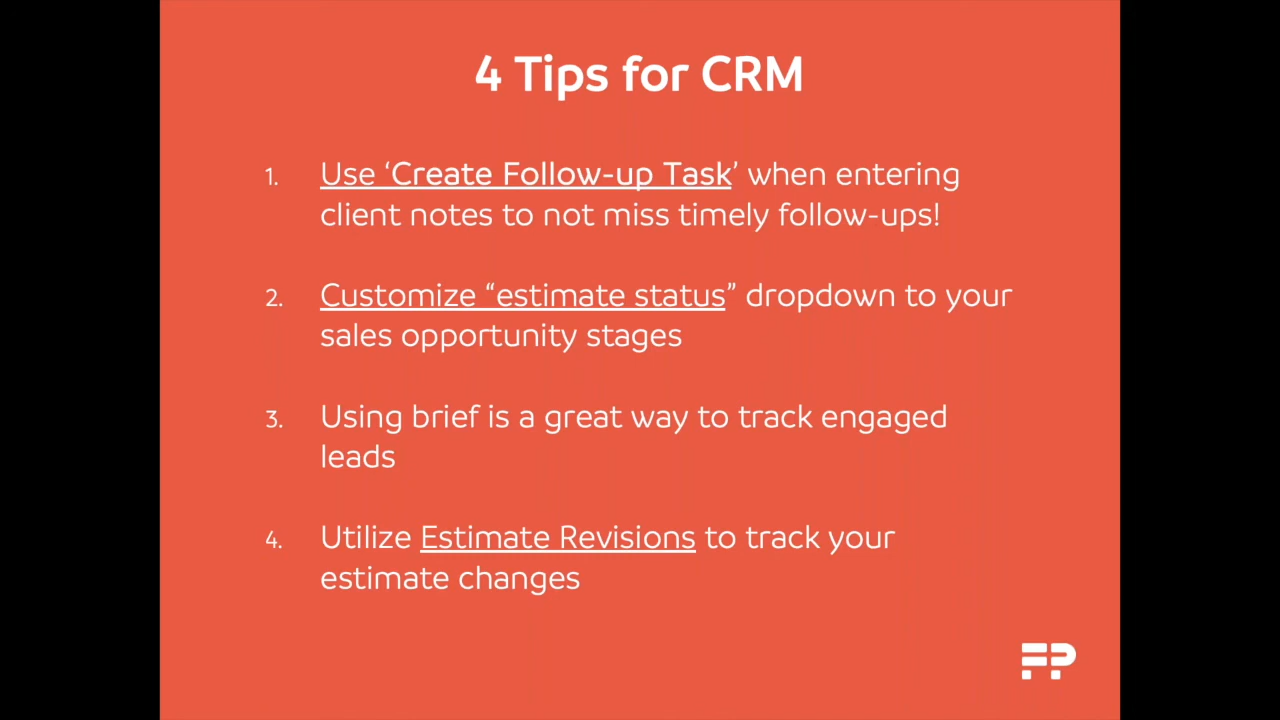 4 Tips for CRM
1. Use ‘Create Follow-up Task’ when entering
client notes to not miss timely follow-ups!
2. Customize “estimate status” dropdown to your
sales opportunity stages
3. Using brief is a great way to track engaged
leads
4. Utilize Estimate Revisions to track your
estimate changes
FP